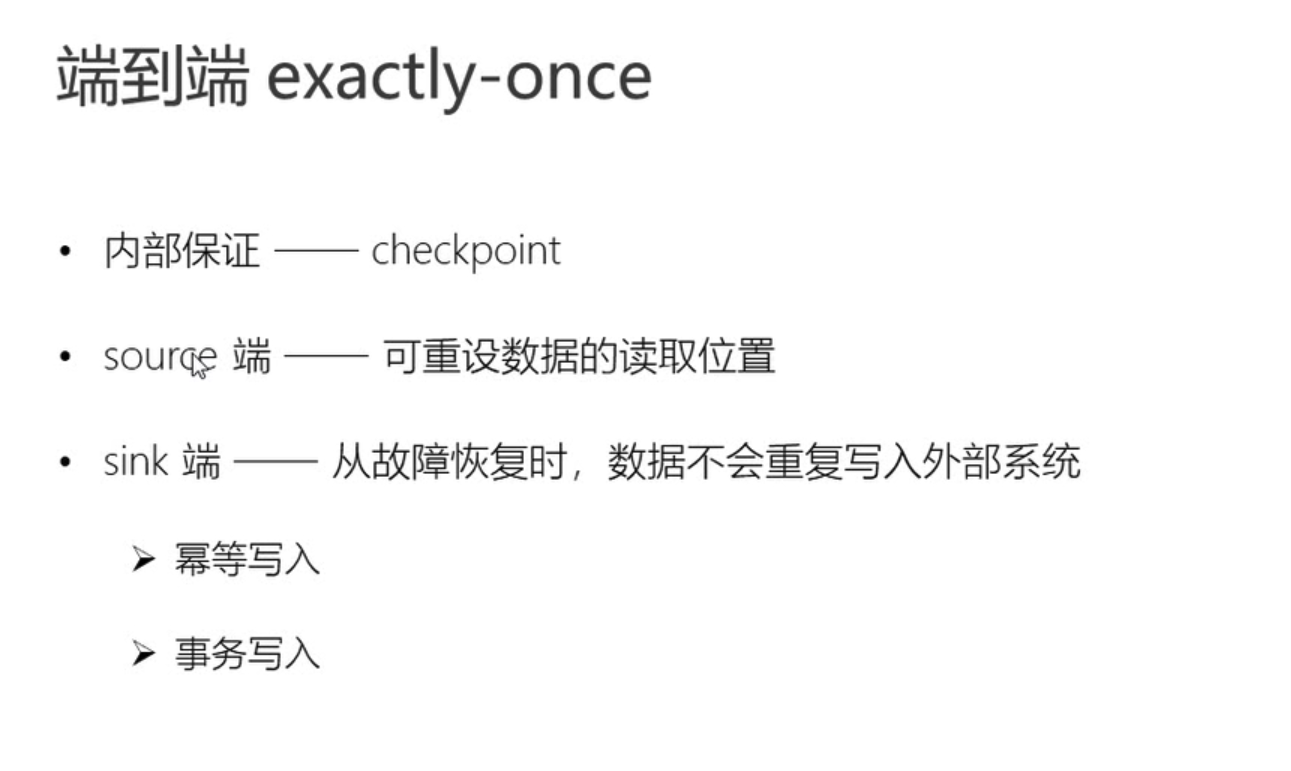 端到端 exactly-once
• 内部保证 —— checkpoint
• source 端 —— 可重设数据的读取位置
• sink 端 —— 从故障恢复时，数据不会重复写入外部系统
➢ 幂等写入
➢ 事务写入